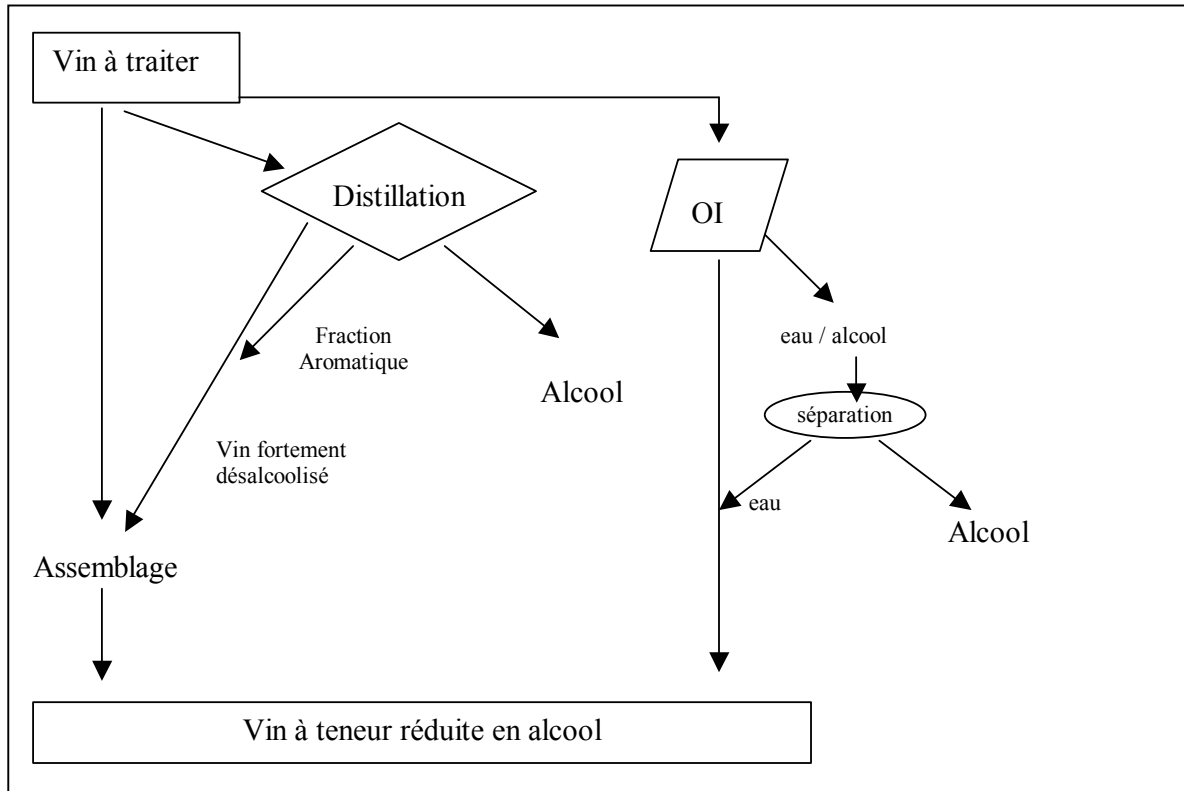 Vin à traiter
Distillation
OI
Fraction
Aromatique
eau / alcool
Alcool
séparation
Vin fortement
désalcoolisé
eau
Alcool
Assemblage
Vin à teneur réduite en alcool